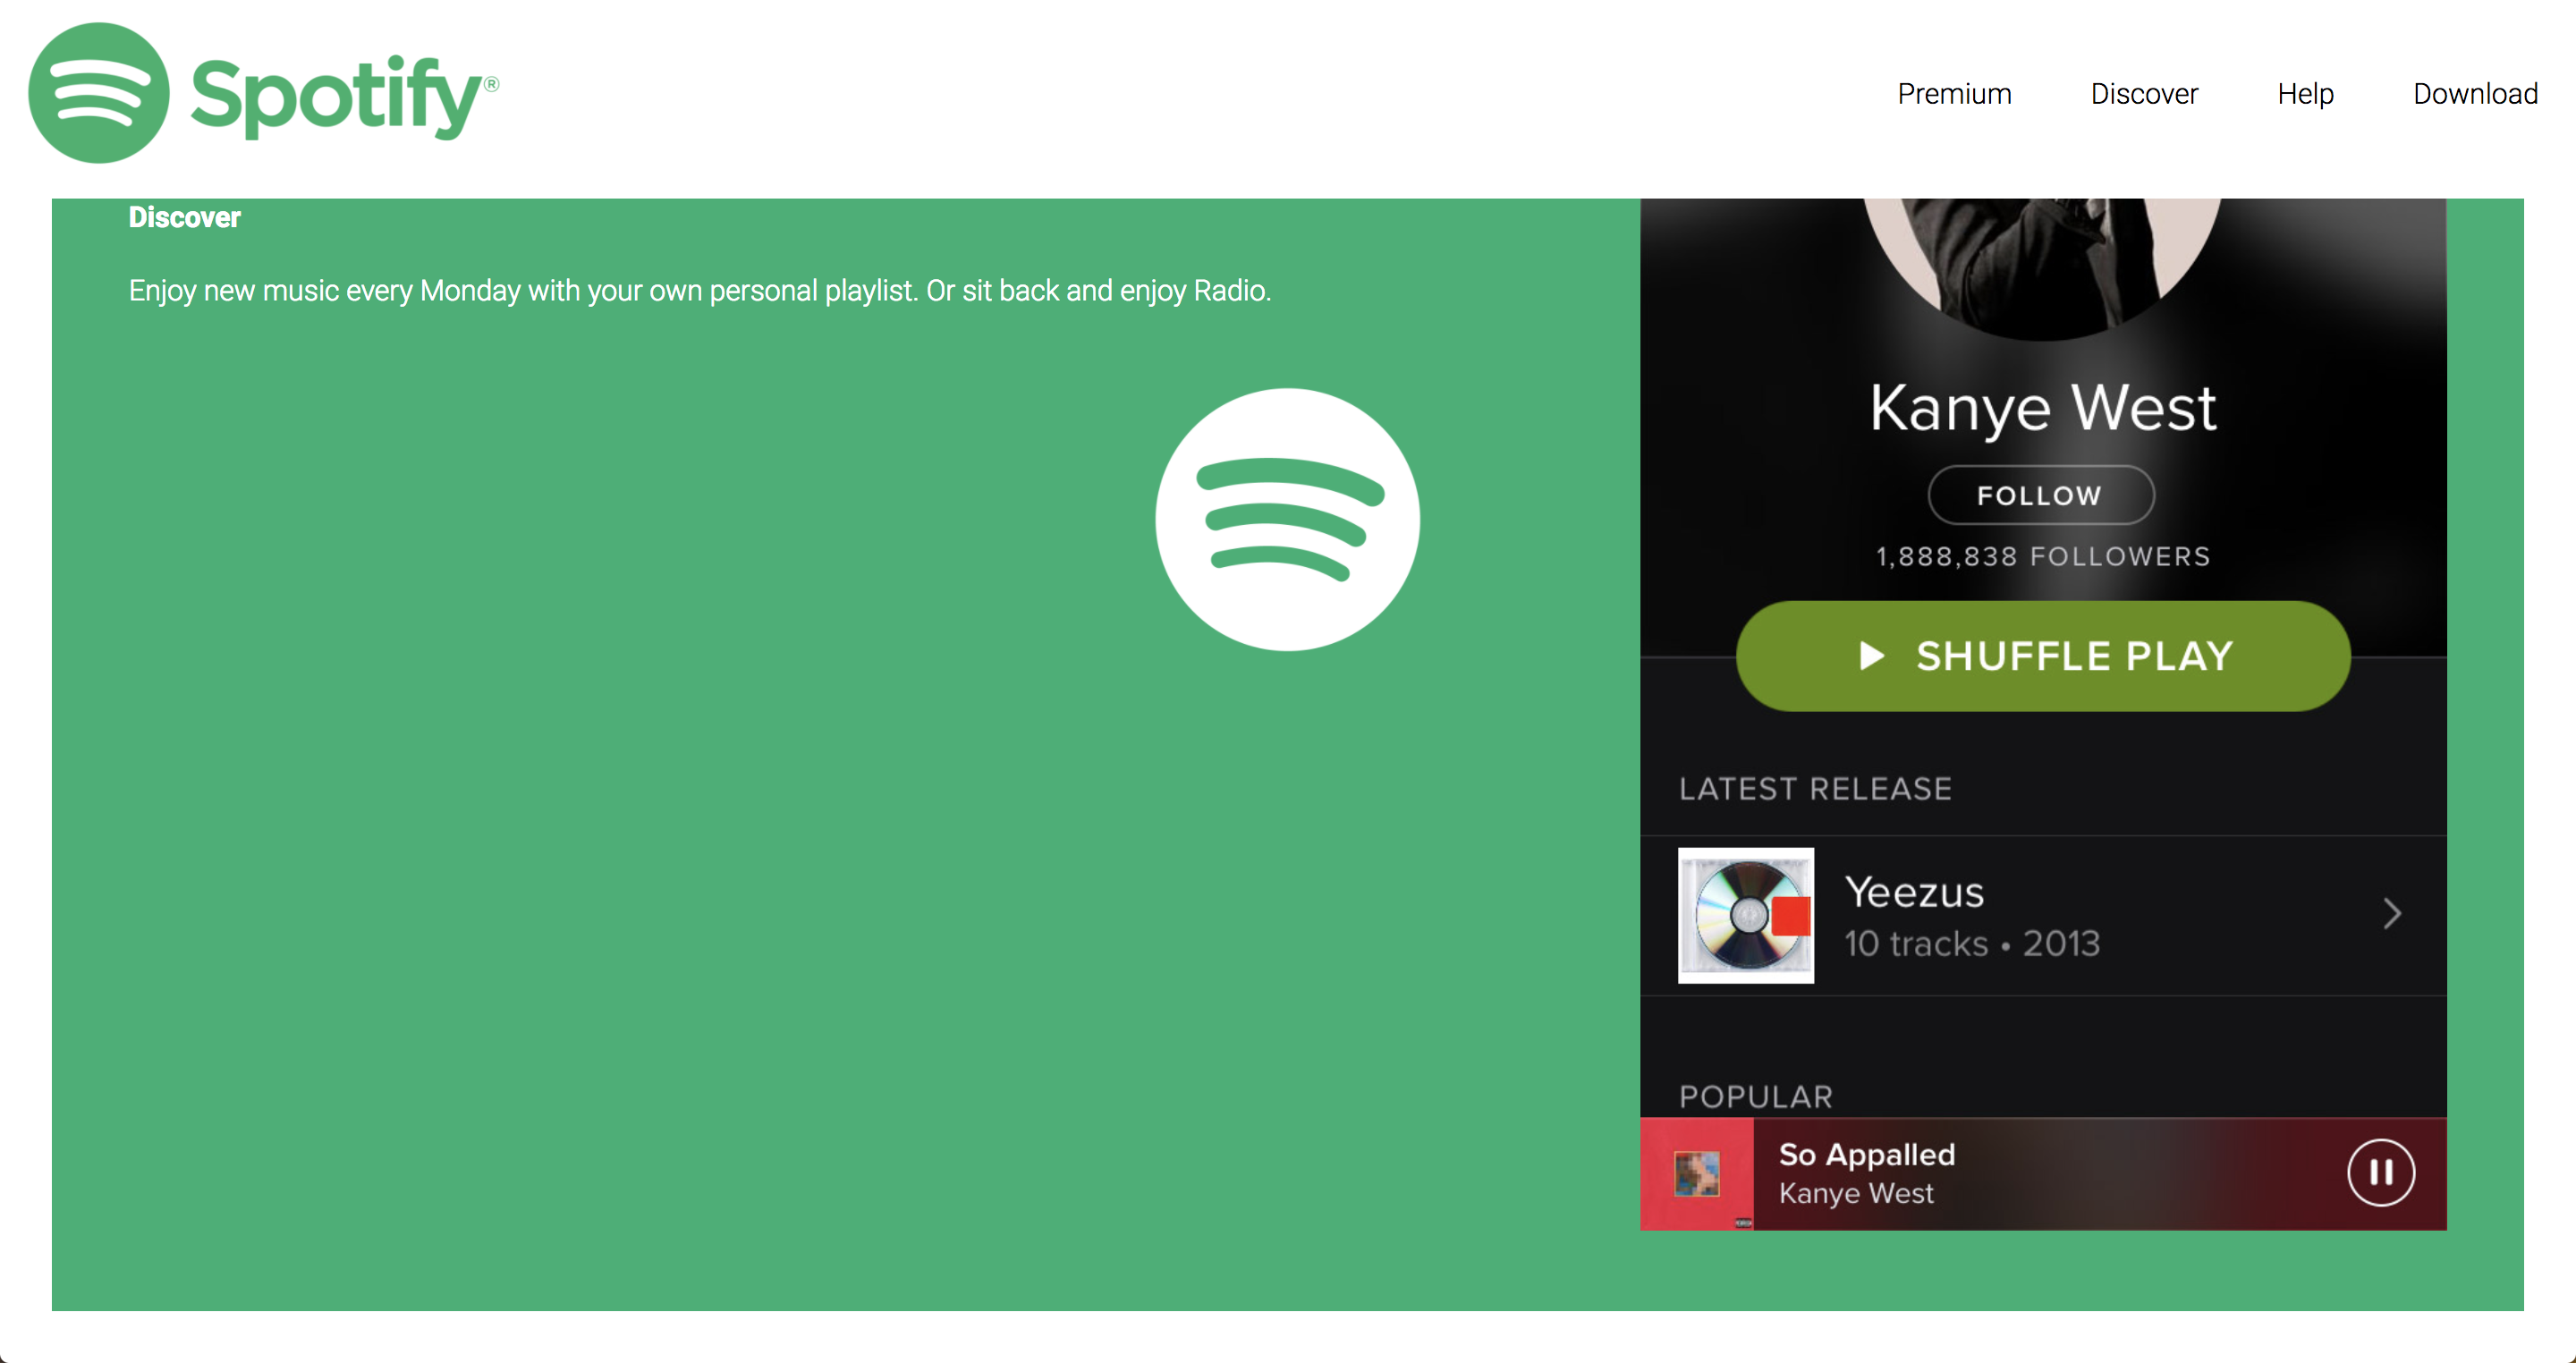 Spotify®
Premium Discover Help Download
Discover
Enjoy new music every Monday with your own personal playlist. Or sit back and enjoy Radio.
Kanye West
FOLLOW
1,888,838 FOLLOWERS
SHUFFLE PLAY
LATEST RELEASE
Yeezus
10 tracks • 2013
POPULAR
So Appalled
Kanye West